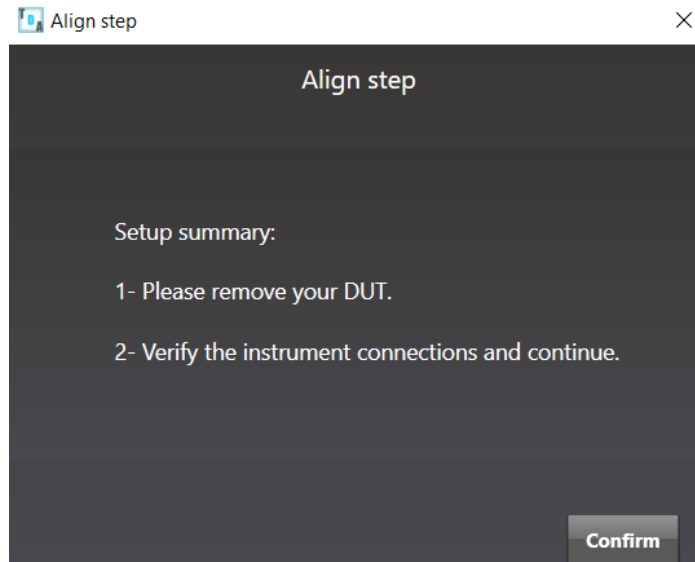 TDA Align step
Align step
Setup summary:
1- Please remove your DUT.
2- Verify the instrument connections and continue.
Confirm